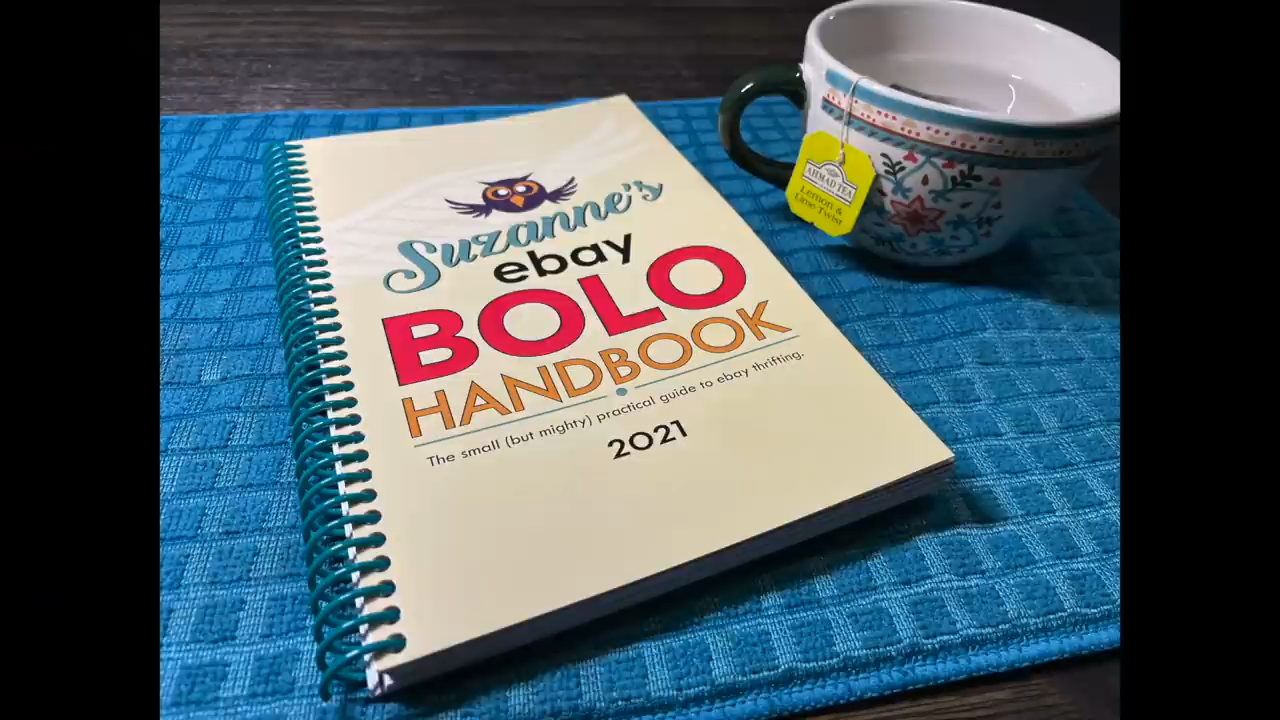 Suzanne's
ebay
BOLO
HANDBOOK
The small (but mighty) practical guide to ebay thrifting.
2021
AHMAD TEA
Lemon &
Lime Twist